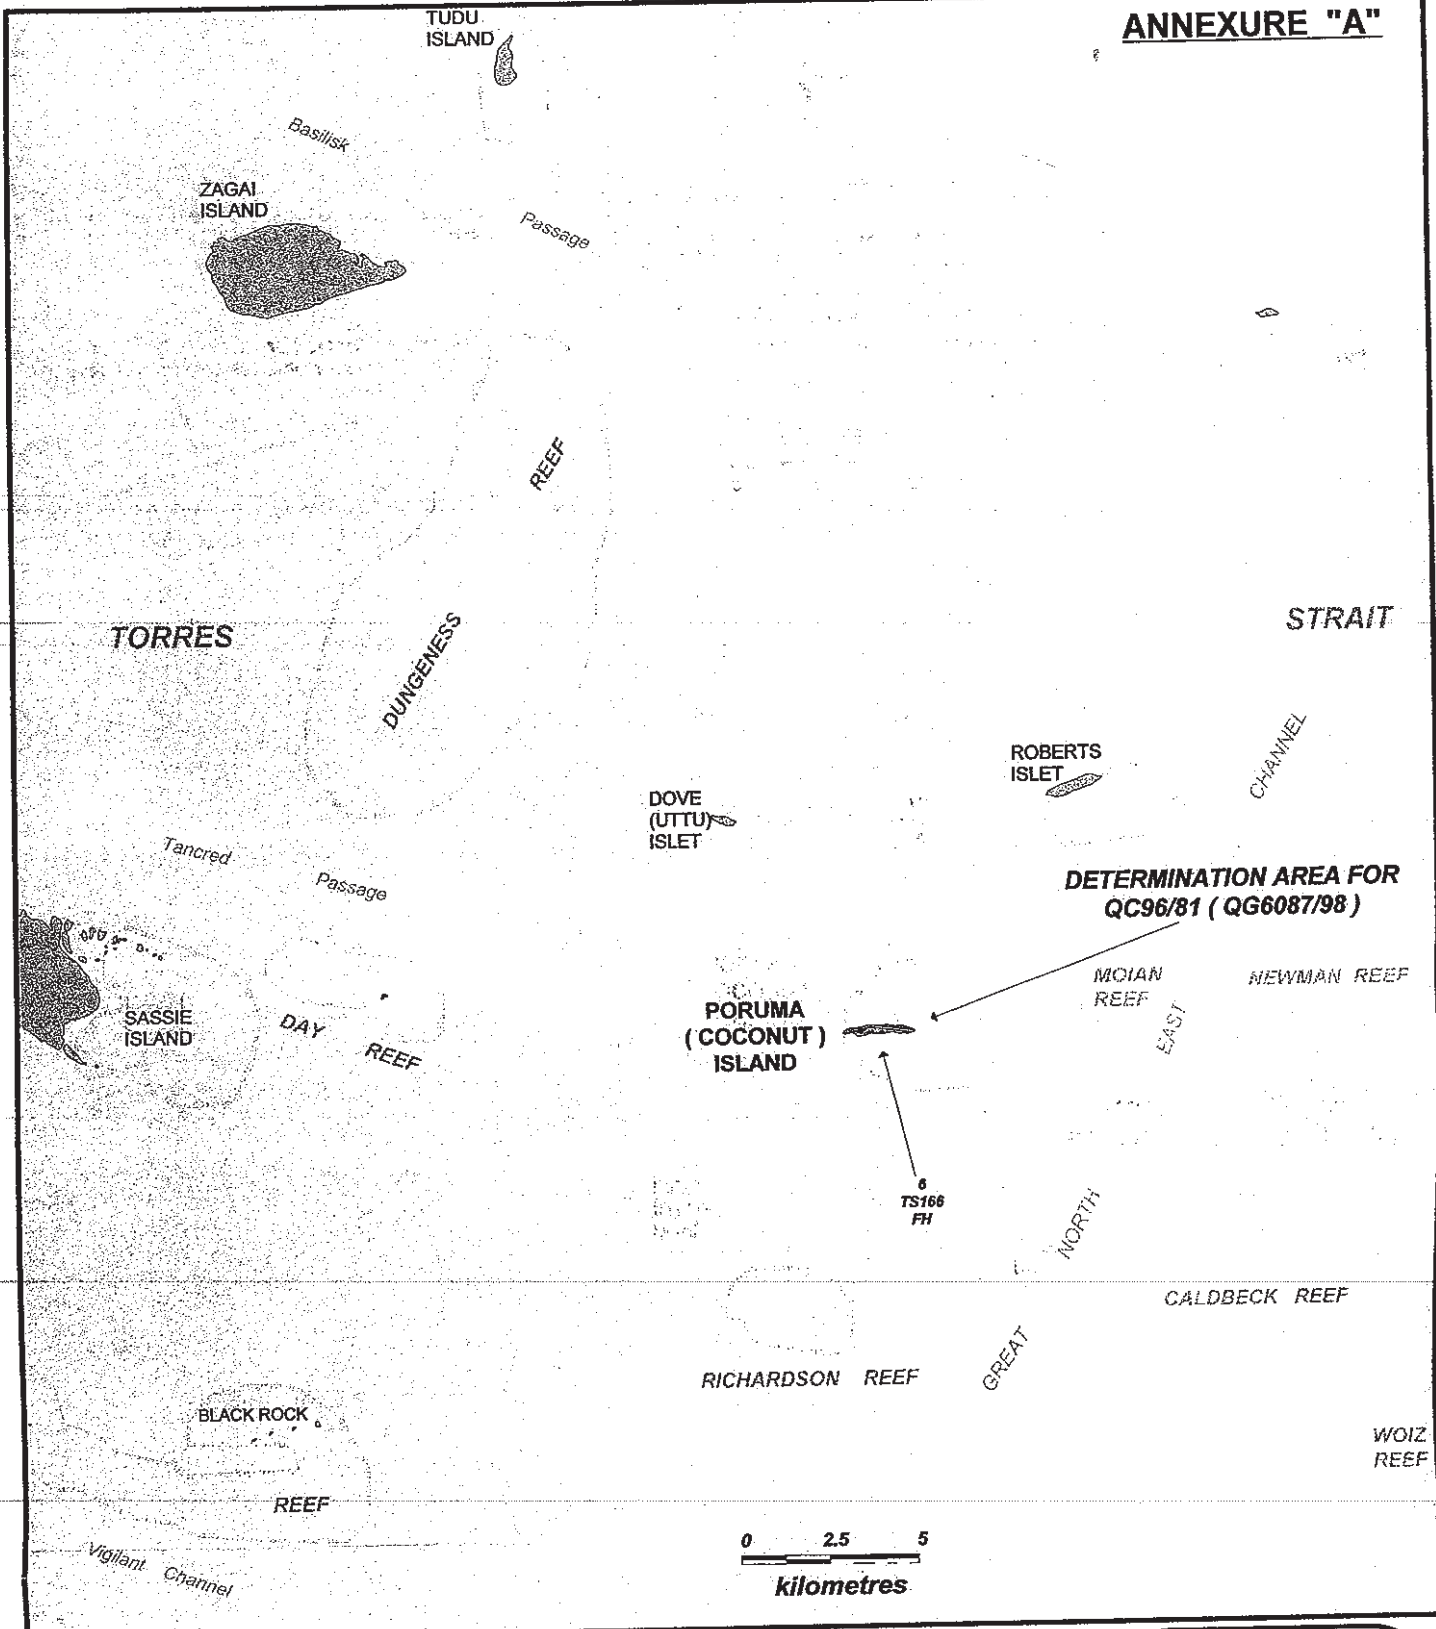 ANNEXURE "A"
TUDU
ISLAND
Basilisk
Passage
ZAGAI
ISLAND
REEF
DUNGENESS
TORRES
STRAIT
CHANNEL
ROBERTS
ISLET
DOVE
(UTTU)
ISLET
Tancred
Passage
DETERMINATION AREA FOR
QC96/81 ( QG6087/98 )
MOIAN
REEF
NEWMAN REEF
EAST
PORUMA
( COCONUT )
ISLAND
SASSIE
ISLAND
DAY
REEF
6
TS166
FH
NORTH
CALDBECK REEF
GREAT
RICHARDSON REEF
BLACK ROCK
REEF
WOIZ
REEF
Vigilant Channel
0 2.5 5
kilometres